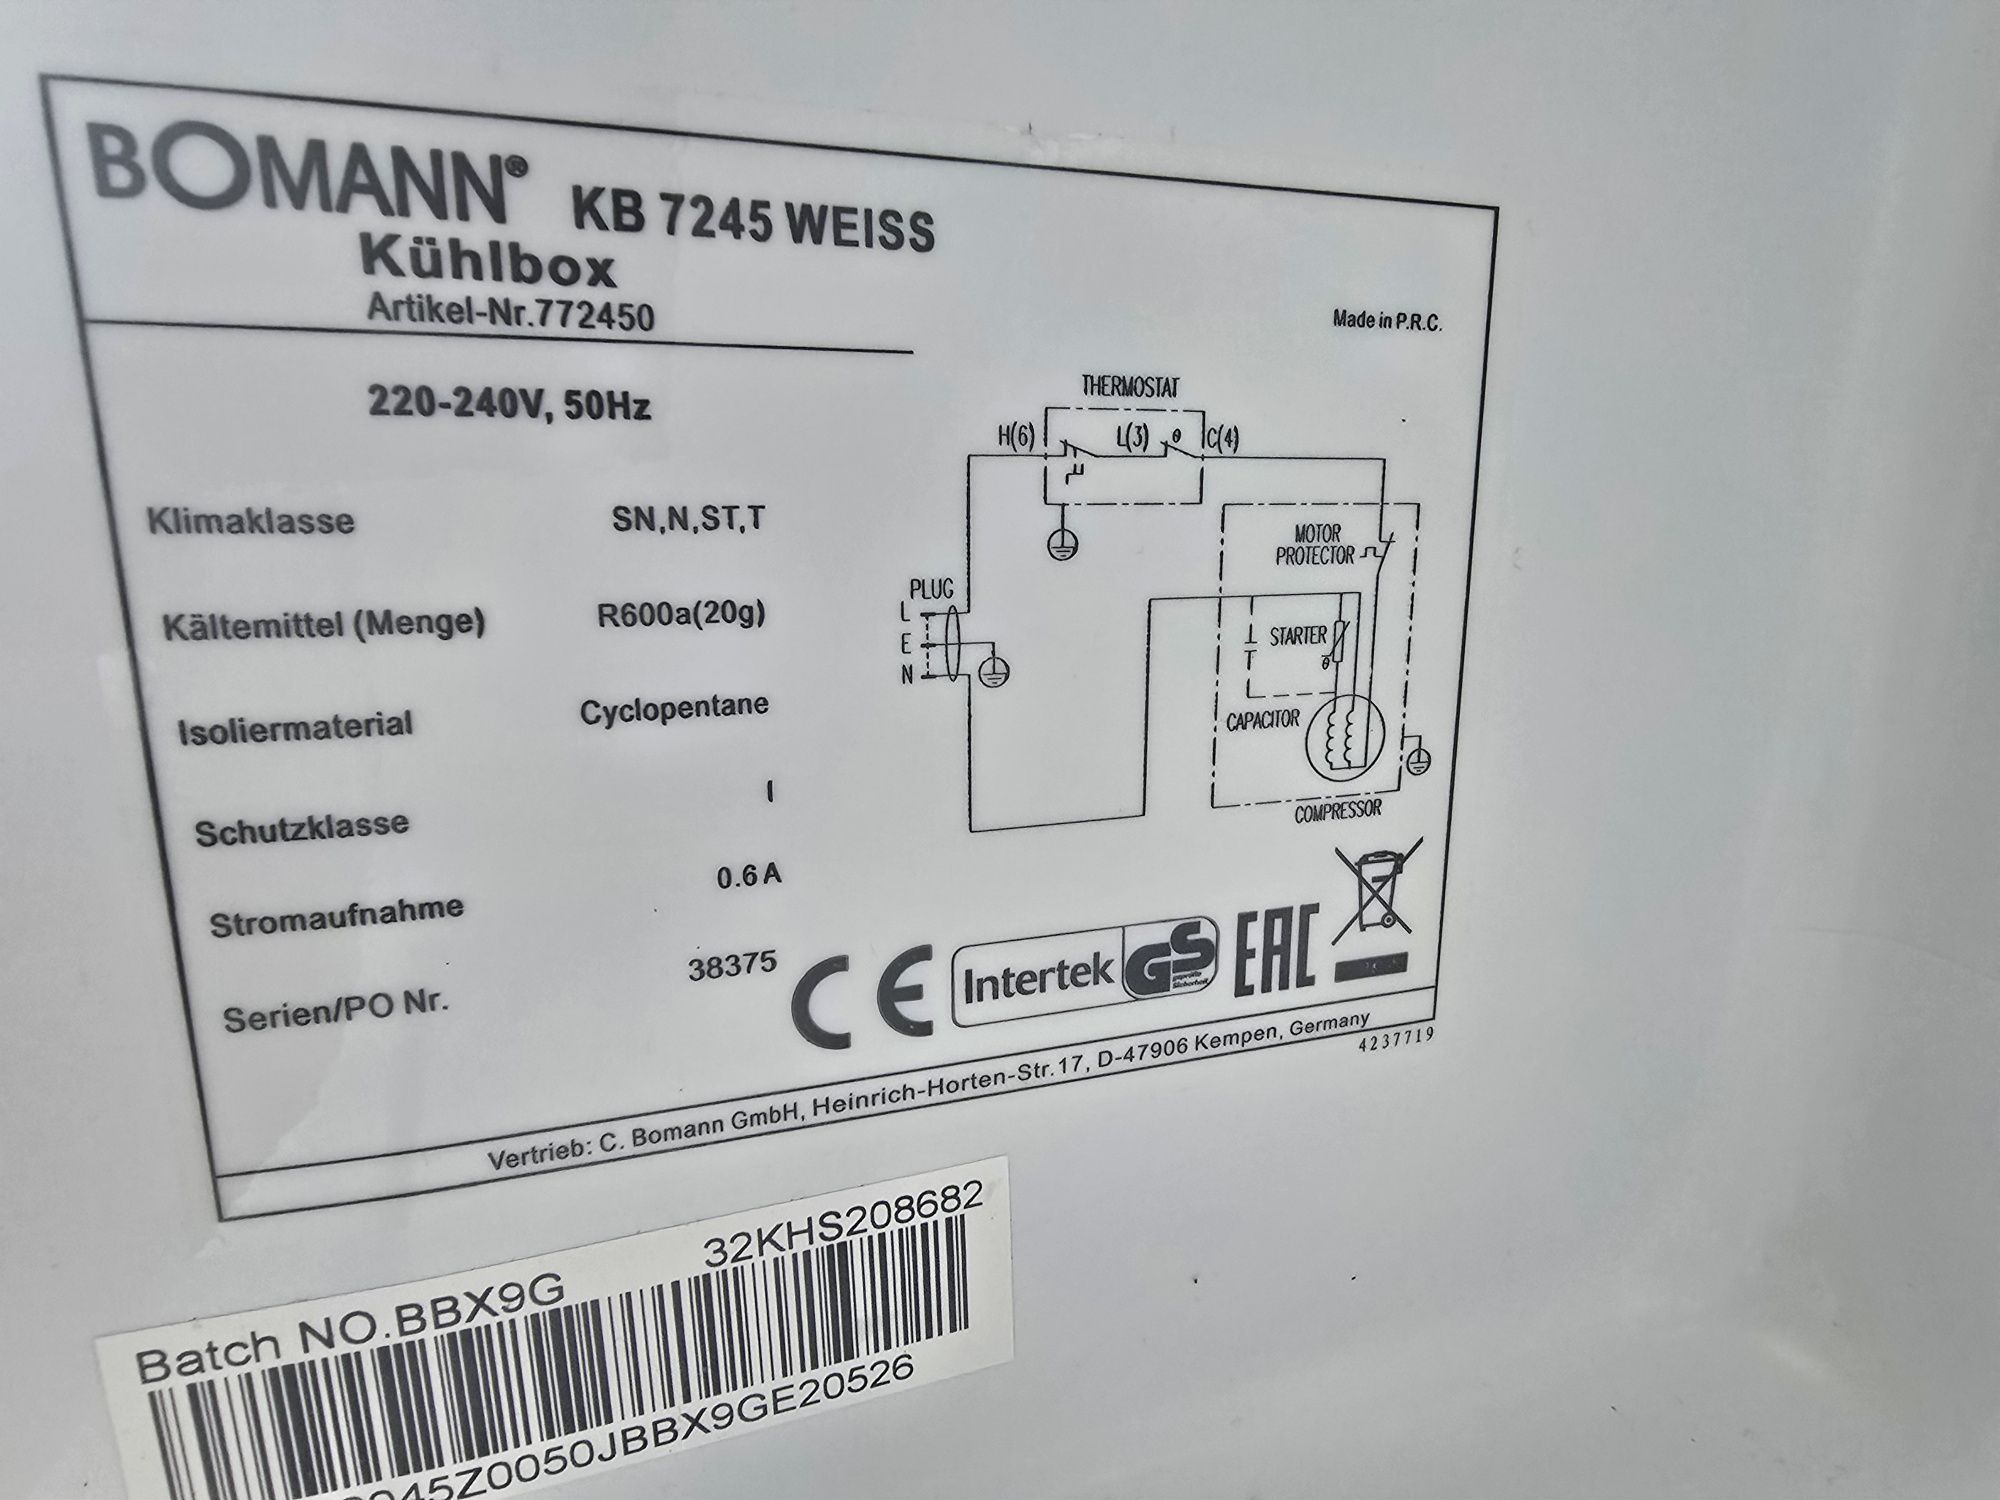 BOMANN® KB 7245 WEISS
Kühlbox
Artikel-Nr.772450
Made in P.R.C.
220-240V, 50Hz
Klimaklasse SN,N,ST,T
Kältemittel (Menge) R600a(20g)
Isoliermaterial Cyclopentane
Schutzklasse I
Stromaufnahme 0.6 A
Serien/PO Nr. 38375
THERMOSTAT
H(6) L(3) θ C(4)
MOTOR
PROTECTOR
PLUG
L
E
N
STARTER
θ
CAPACITOR
COMPRESSOR
CE Intertek GS geprüfte Sicherheit EAC
Vertrieb: C. Bomann GmbH, Heinrich-Horten-Str.17, D-47906 Kempen, Germany
4237719
Batch NO.BBX9G 32KHS208682
045Z0050JBBX9GE20526